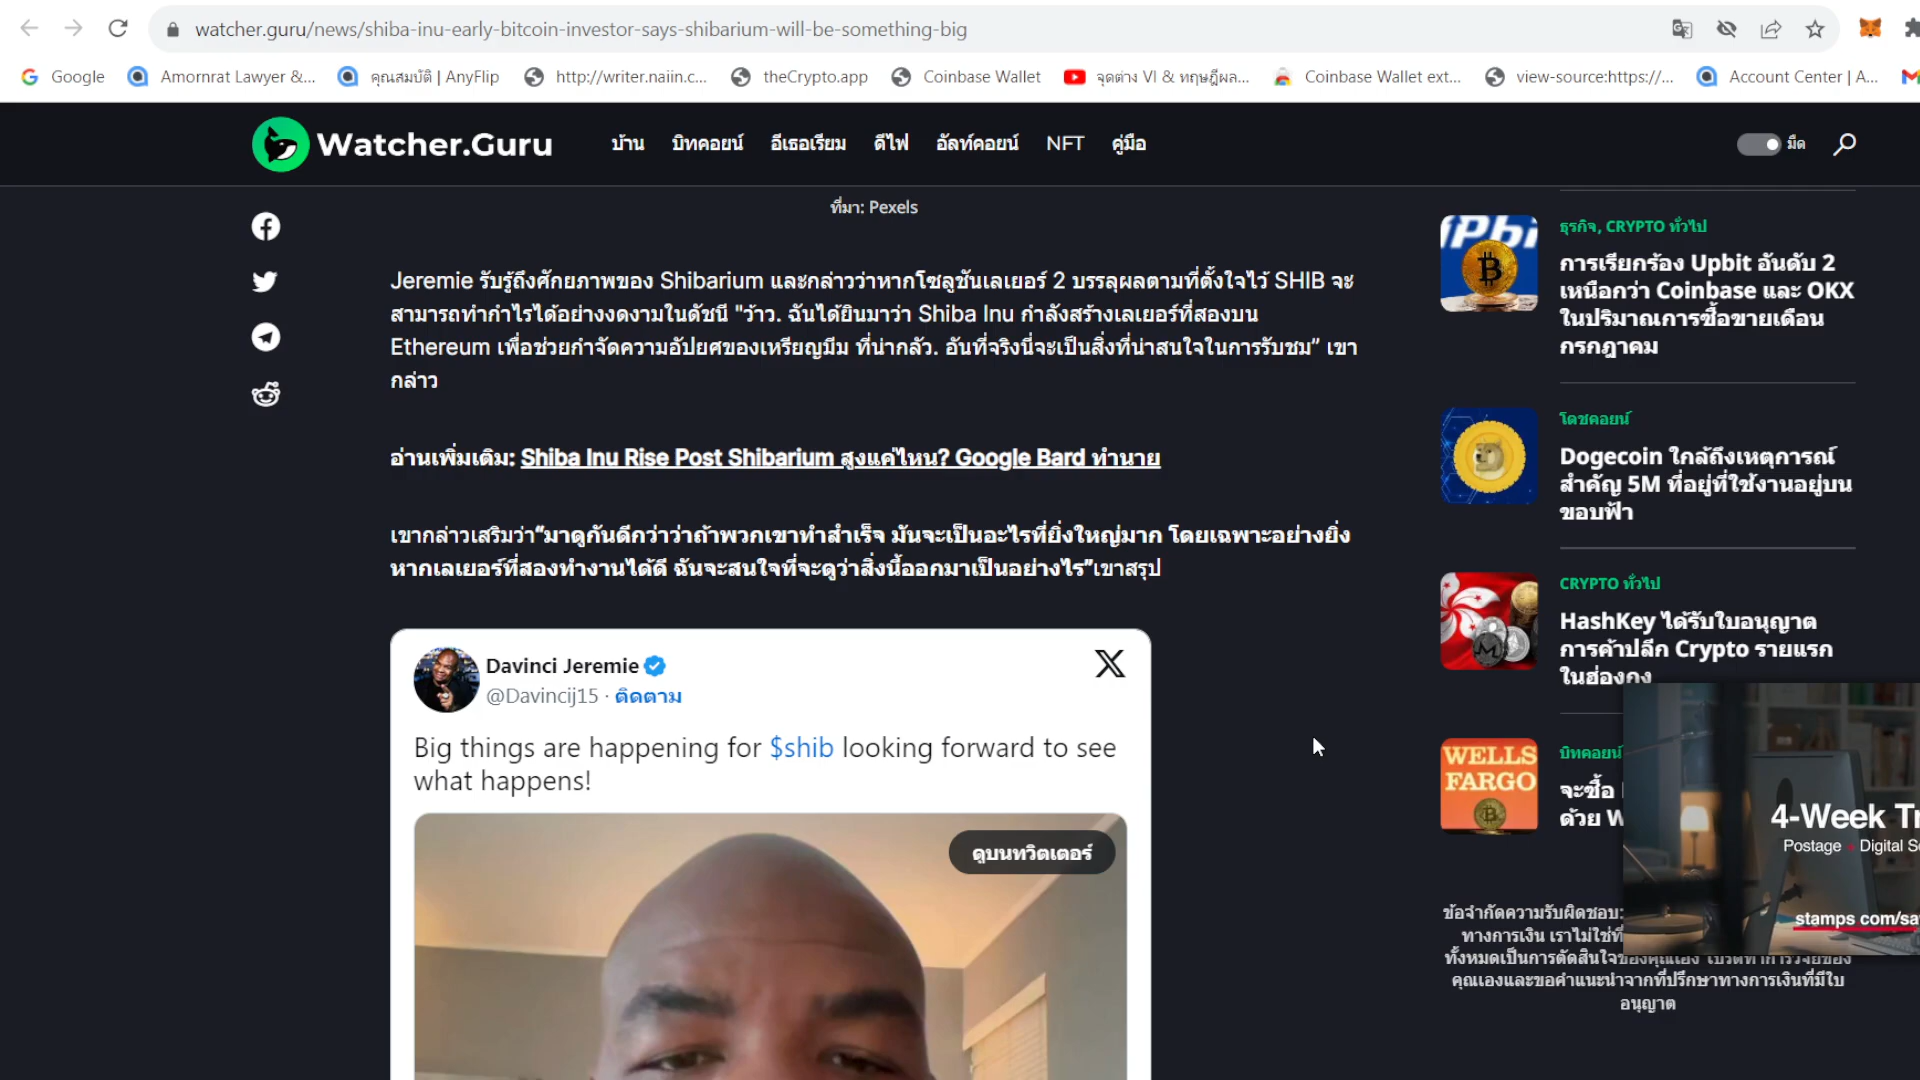 watcher.guru/news/shiba-inu-early-bitcoin-investor-says-shibarium-will-be-something-big
Google
Amornrat Lawyer &...
คุณสมบัติ | AnyFlip
http://writer.naiin.c...
theCrypto.app
Coinbase Wallet
จุดต่าง VI & ทฤษฎีผล...
Coinbase Wallet ext...
view-source:https://...
Account Center | A...
Watcher.Guru
บ้าน
บิทคอยน์
อีเธอเรียม
ดีไฟ
อัลท์คอยน์
NFT
คู่มือ
มืด
ที่มา: Pexels
Jeremie รับรู้ถึงศักยภาพของ Shibarium และกล่าวว่าหากโซลูชันเลเยอร์ 2 บรรลุผลตามที่ตั้งใจไว้ SHIB จะ
สามารถทำกำไรได้อย่างงดงามในดัชนี "ว้าว. ฉันได้ยินมาว่า Shiba Inu กำลังสร้างเลเยอร์ที่สองบน
Ethereum เพื่อช่วยกำจัดความอัปยศของเหรียญมีม ที่น่ากลัว. อันที่จริงนี่จะเป็นสิ่งที่น่าสนใจในการรับชม” เขา
กล่าว
อ่านเพิ่มเติม: Shiba Inu Rise Post Shibarium สูงแค่ไหน? Google Bard ทำนาย
เขากล่าวเสริมว่า“มาดูกันดีกว่าว่าถ้าพวกเขาทำสำเร็จ มันจะเป็นอะไรที่ยิ่งใหญ่มาก โดยเฉพาะอย่างยิ่ง
หากเลเยอร์ที่สองทำงานได้ดี ฉันจะสนใจที่จะดูว่าสิ่งนี้ออกมาเป็นอย่างไร”เขาสรุป
Davinci Jeremie
@Davincij15 · ติดตาม
Big things are happening for $shib looking forward to see
what happens!
ดูบนทวิตเตอร์
ธุรกิจ, CRYPTO ทั่วไป
การเรียกร้อง Upbit อันดับ 2
เหนือกว่า Coinbase และ OKX
ในปริมาณการซื้อขายเดือน
กรกฎาคม
โดชคอยน์
Dogecoin ใกล้ถึงเหตุการณ์
สำคัญ 5M ที่อยู่ที่ใช้งานอยู่บน
ขอบฟ้า
CRYPTO ทั่วไป
HashKey ได้รับใบอนุญาต
การค้าปลีก Crypto รายแรก
ในฮ่องกง
WELLS
FARGO
บิทคอยน์
จะซื้อ
ด้วย W
4-Week Tr
Postage Digital S
stamps com/sa
ข้อจำกัดความรับผิดชอบ:
ทางการเงิน เราไม่ใช่ที่
ทั้งหมดเป็นการตัดสินใจของคุณเอง โปรดทำการวิจัยของ
คุณเองและขอคำแนะนำจากที่ปรึกษาทางการเงินที่มีใบ
อนุญาต